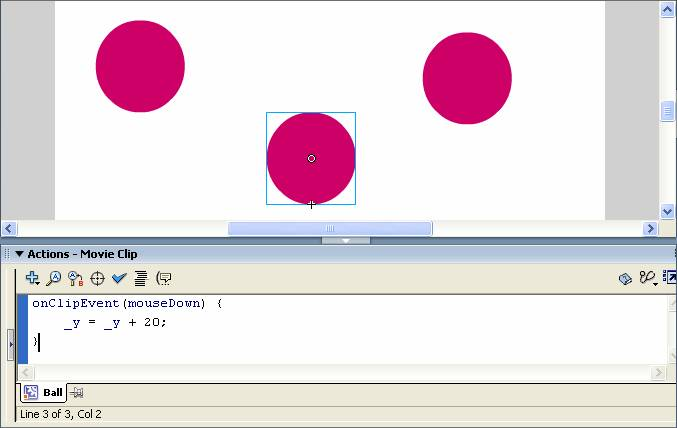 Actions - Movie Clip
onClipEvent(mouseDown) {
_y = _y + 20;
}
Ball
Line 3 of 3, Col 2